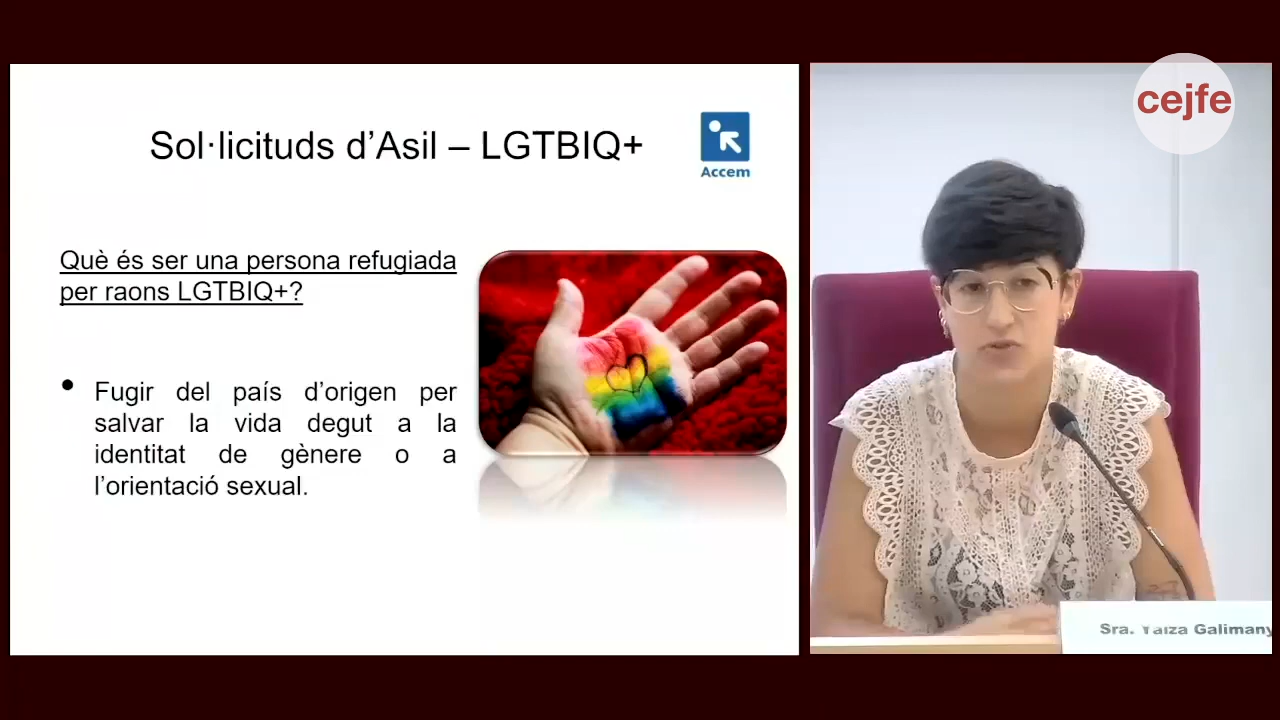 Sol·licituds d’Asil – LGTBIQ+
Accem
Què és ser una persona refugiada
per raons LGTBIQ+?
• Fugir del país d’origen per
salvar la vida degut a la
identitat de gènere o a
l’orientació sexual.
cejfe
Sra. Yaiza Galimany